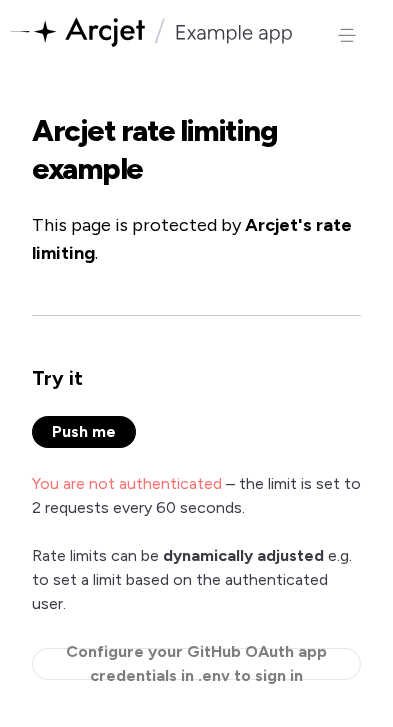 Arcjet / Example app
Arcjet rate limiting
example
This page is protected by Arcjet's rate
limiting.
Try it
Push me
You are not authenticated – the limit is set to
2 requests every 60 seconds.
Rate limits can be dynamically adjusted e.g.
to set a limit based on the authenticated
user.
Configure your GitHub OAuth app
credentials in .env to sign in